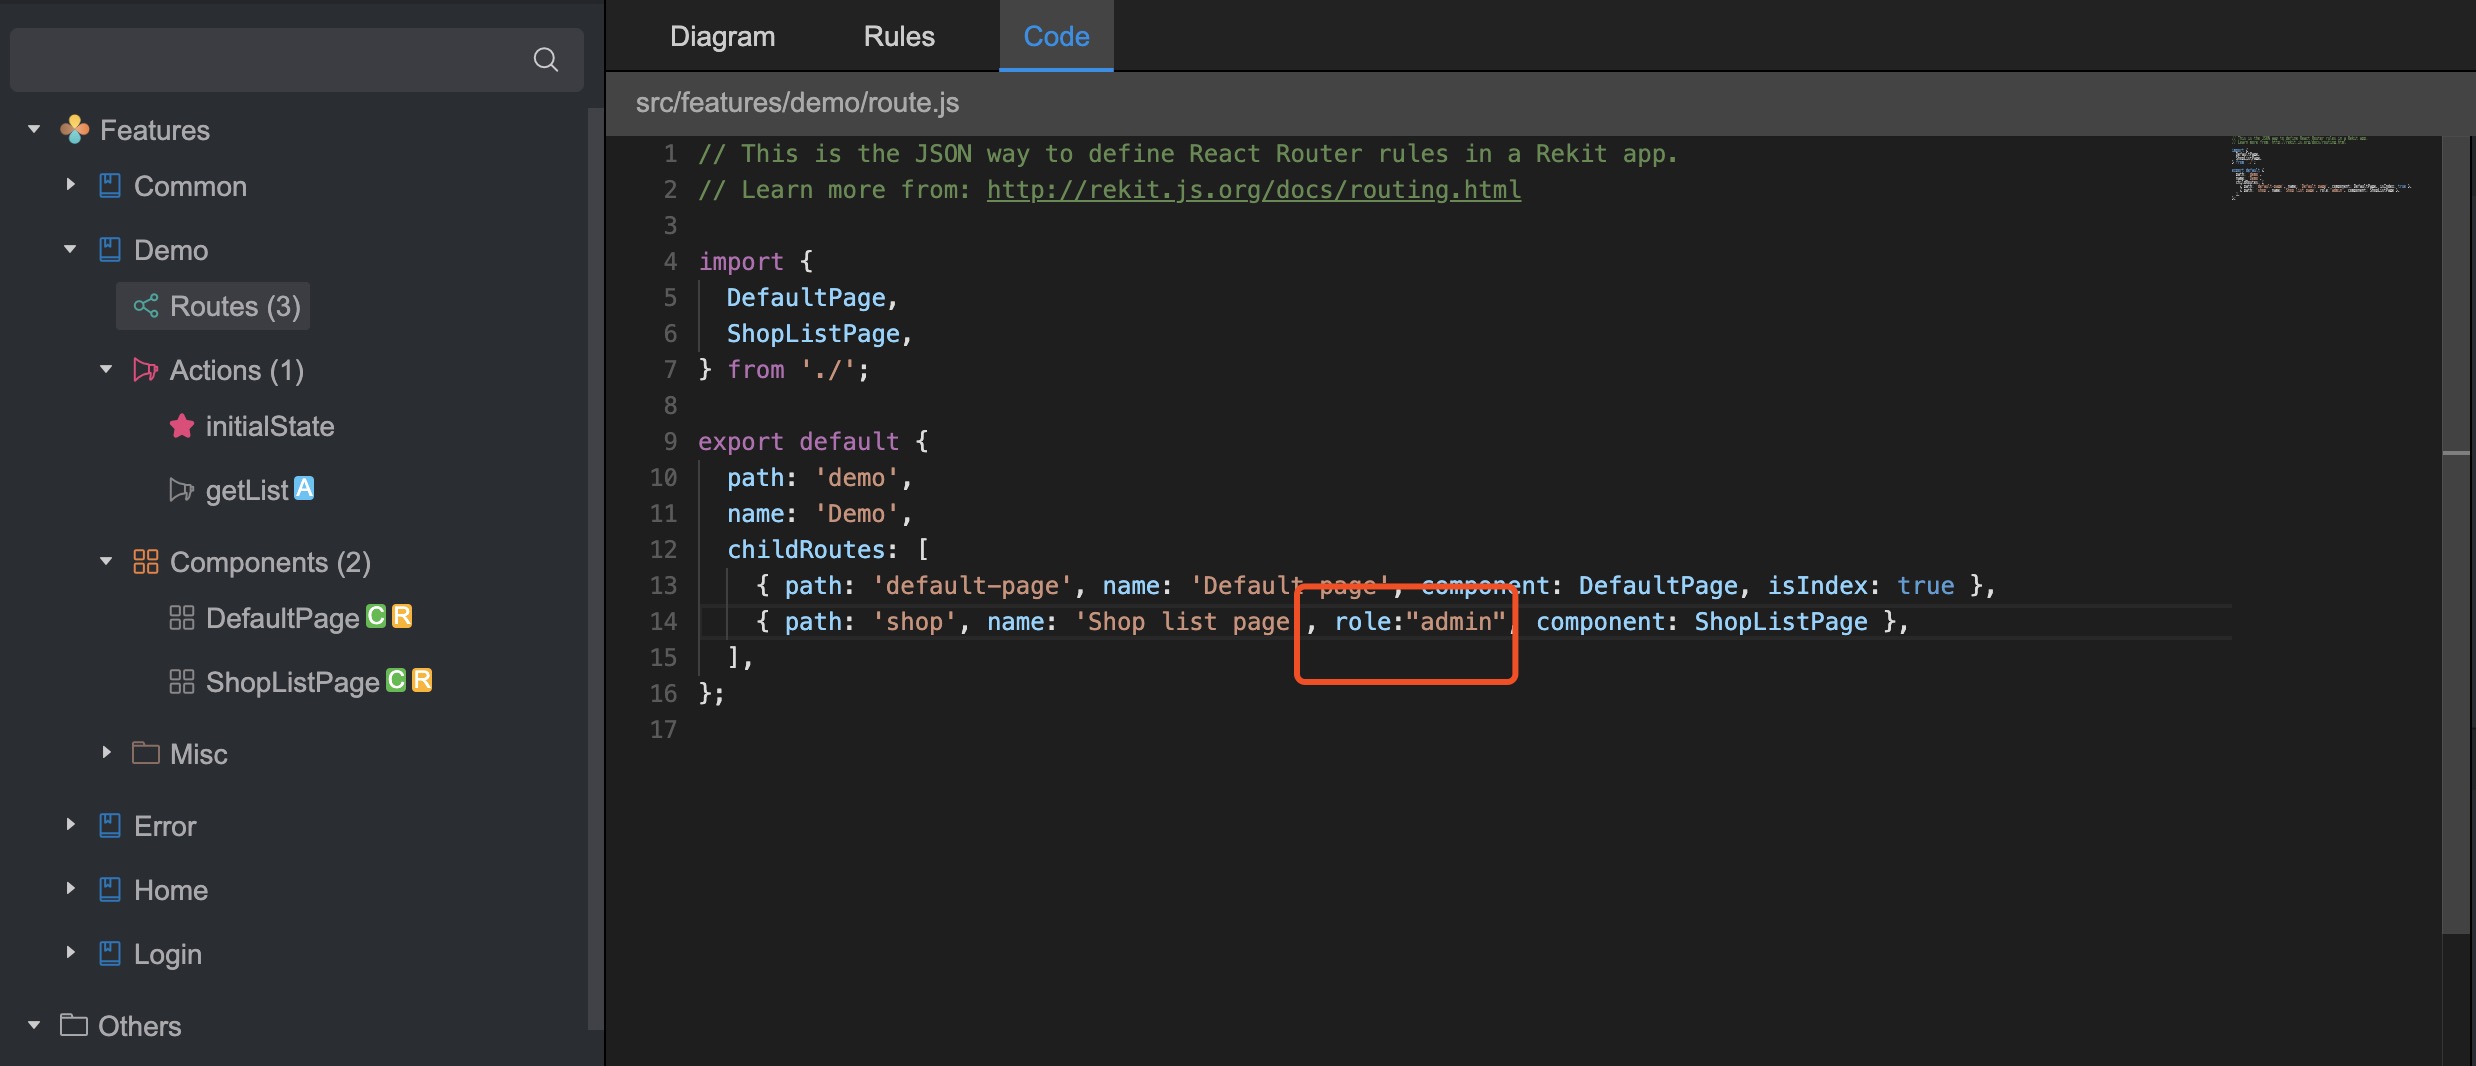 Features
Common
Demo
Routes (3)
Actions (1)
initialState
getList A
Components (2)
DefaultPage C R
ShopListPage C R
Misc
Error
Home
Login
Others
Diagram Rules Code
src/features/demo/route.js
1 // This is the JSON way to define React Router rules in a Rekit app.
2 // Learn more from: http://rekit.js.org/docs/routing.html
3
4 import {
5 DefaultPage,
6 ShopListPage,
7 } from './';
8
9 export default {
10 path: 'demo',
11 name: 'Demo',
12 childRoutes: [
13 { path: 'default-page', name: 'Default page', component: DefaultPage, isIndex: true },
14 { path: 'shop', name: 'Shop list page', role:"admin", component: ShopListPage },
15 ],
16 };
17